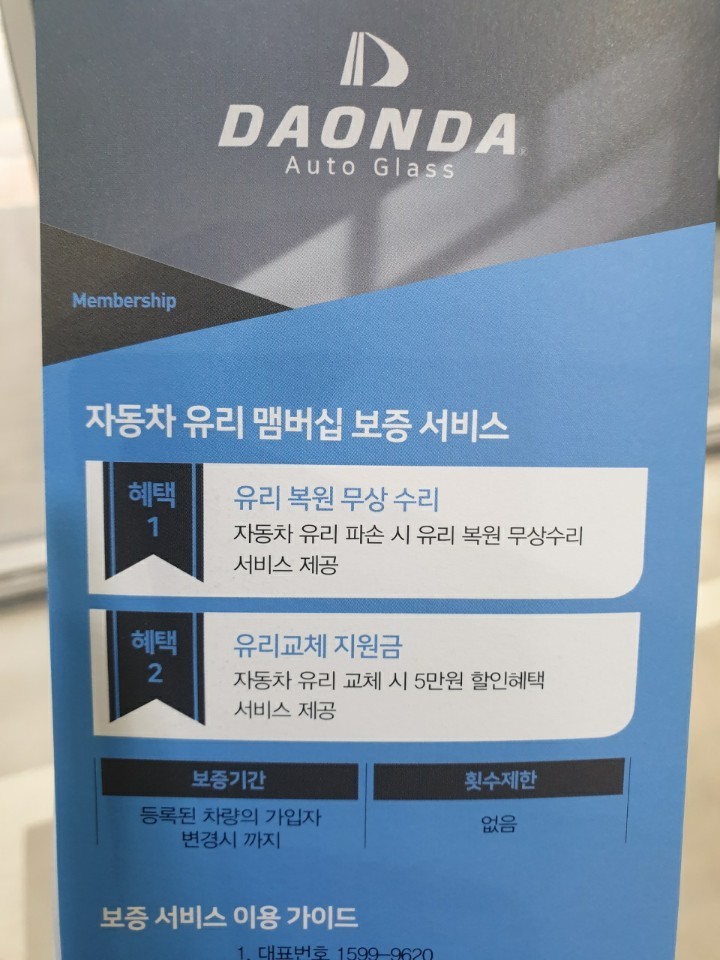 DAONDA®
Auto Glass
Membership
자동차 유리 맴버십 보증 서비스
혜택
1
유리 복원 무상 수리
자동차 유리 파손 시 유리 복원 무상수리
서비스 제공
혜택
2
유리교체 지원금
자동차 유리 교체 시 5만원 할인혜택
서비스 제공
보증기간
횟수제한
등록된 차량의 가입자
변경시 까지
없음
보증 서비스 이용 가이드
1. 대표번호 1599-9620